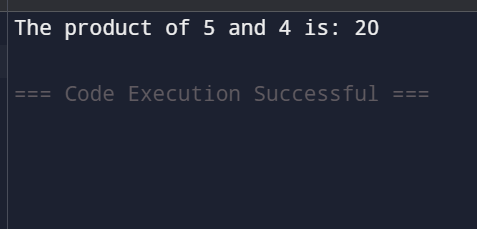 The product of 5 and 4 is: 20
=== Code Execution Successful ===